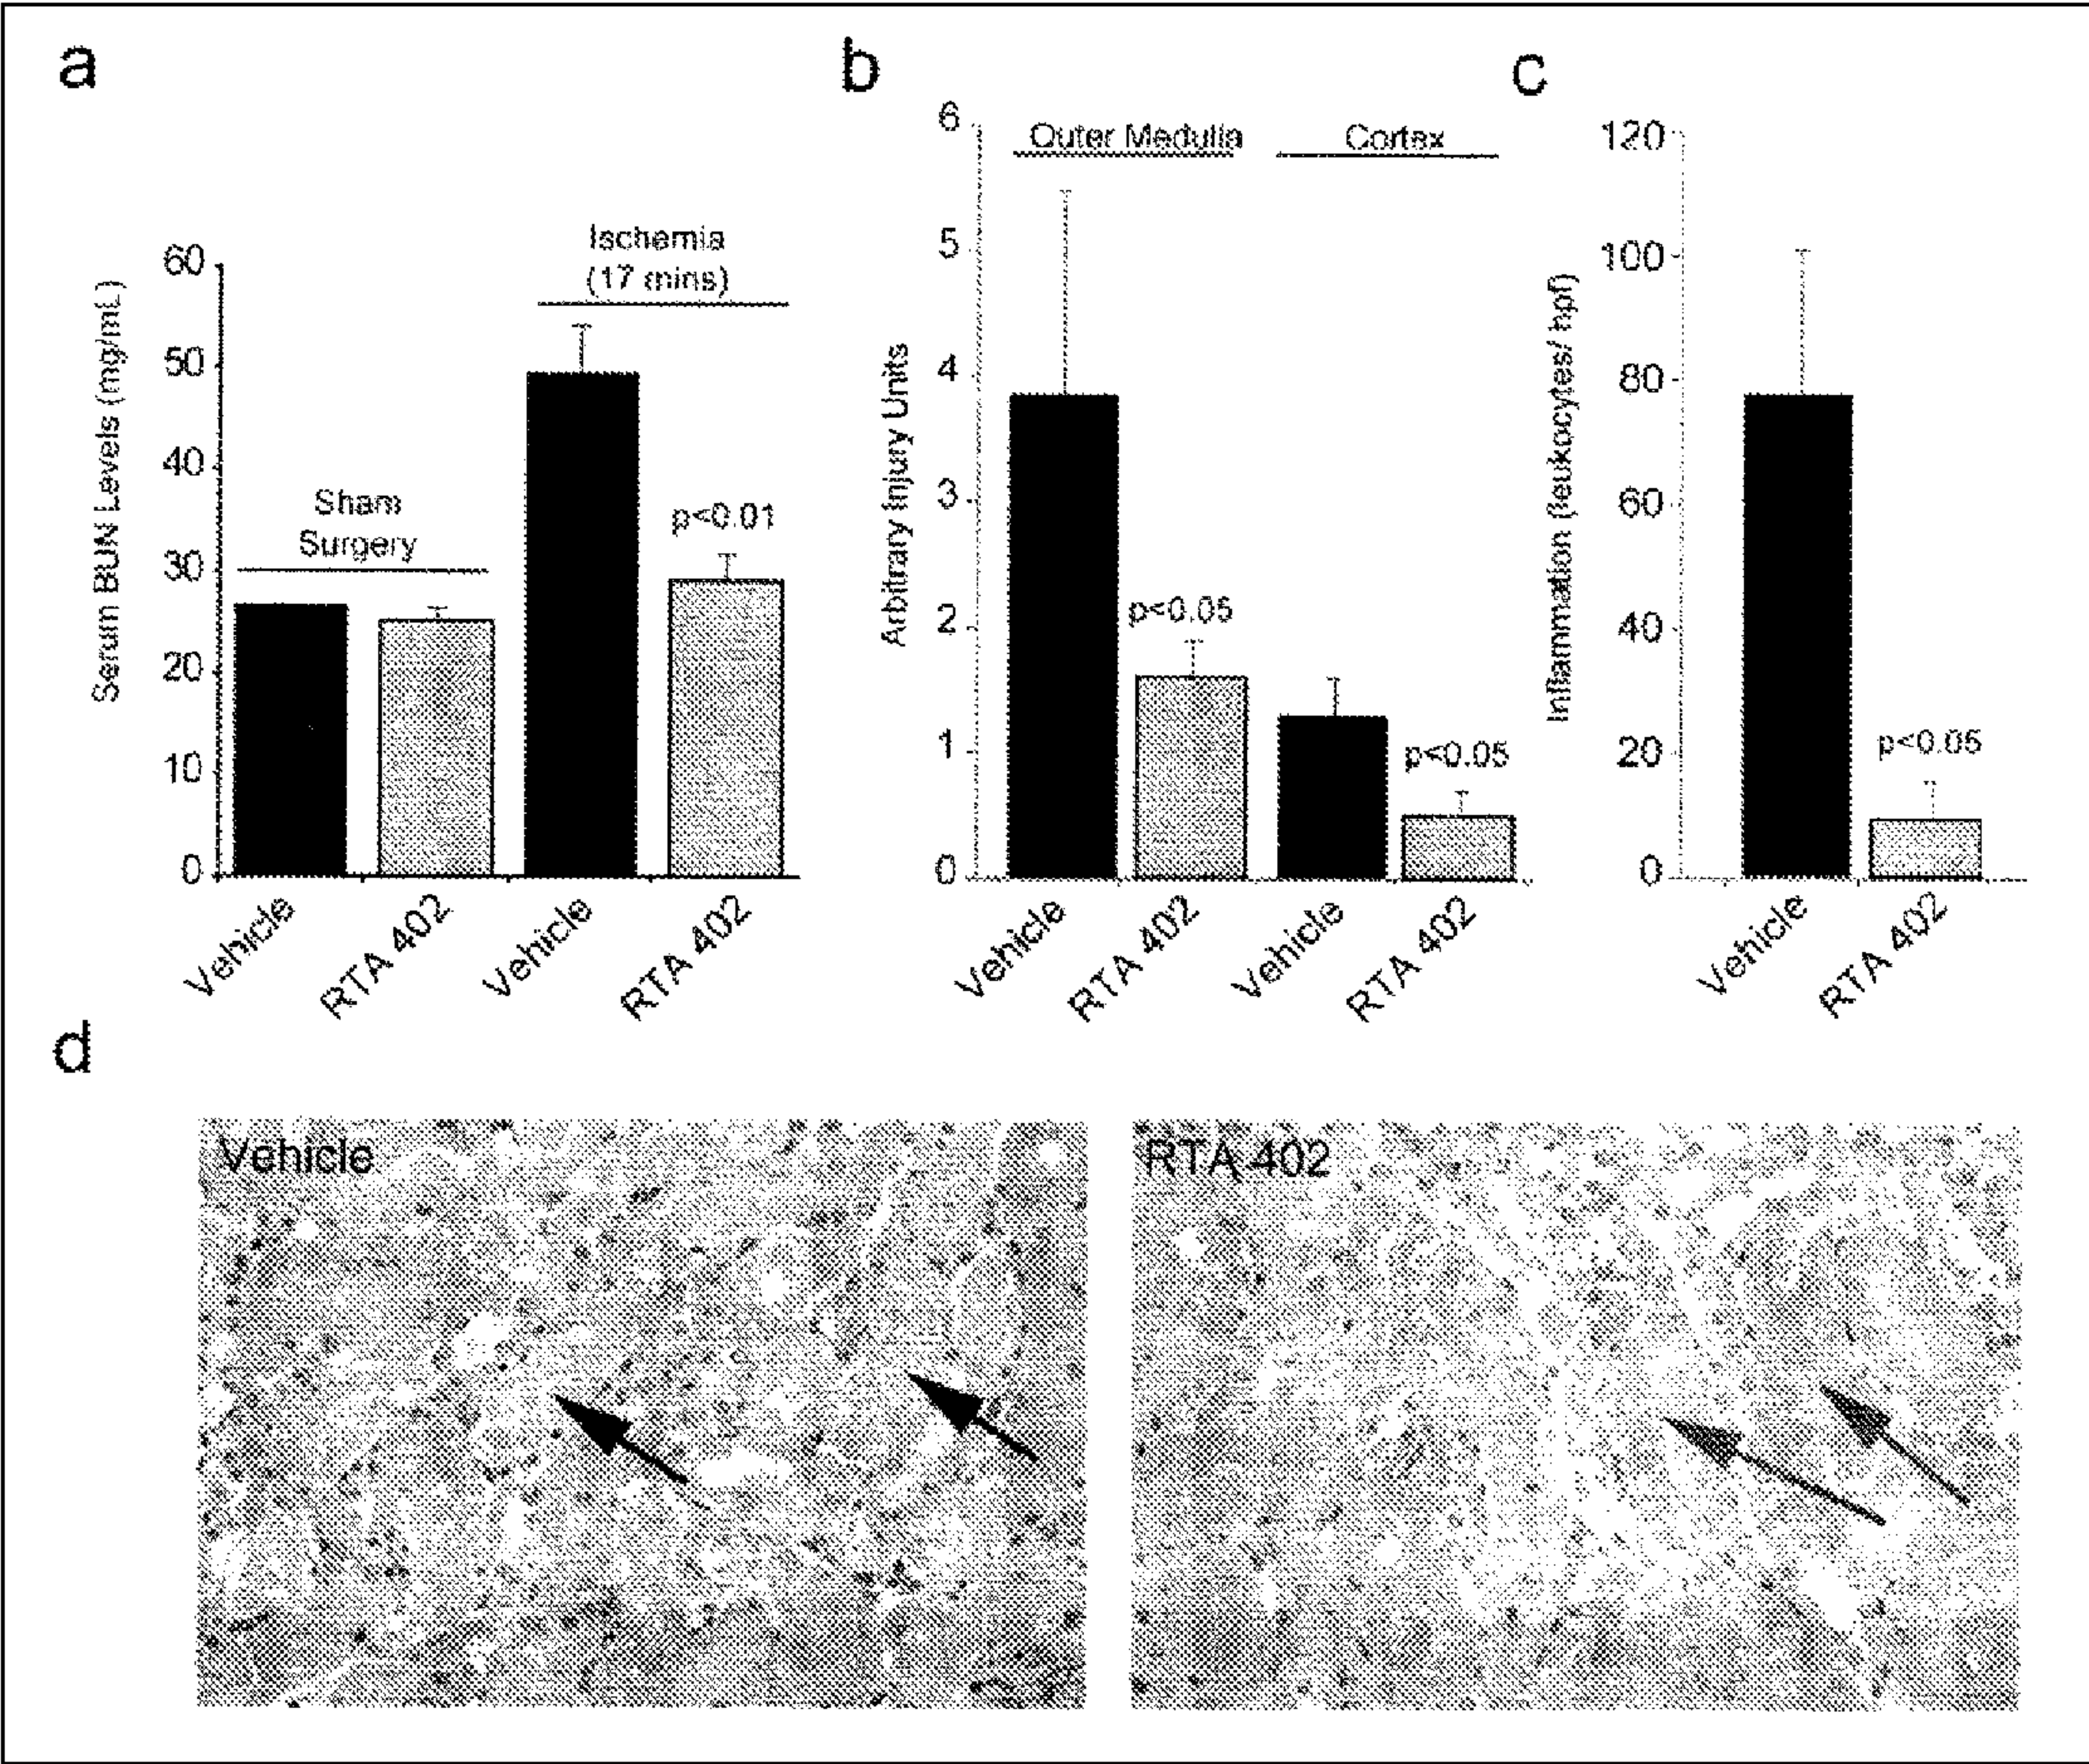 a
Serum BUN Levels (mg/mL)
60
50
40
30
20
10
0
Sham
Surgery
Ischemia
(17 mins)
p<0.01
Vehicle
RTA 402
Vehicle
RTA 402
b
Arbitrary Injury Units
6
5
4
3
2
1
0
Outer Medulla
Cortex
p<0.05
p<0.05
Vehicle
RTA 402
Vehicle
RTA 402
c
Inflammation (leukocytes/ hpf)
120
100
80
60
40
20
0
p<0.05
Vehicle
RTA 402
d
Vehicle
RTA 402